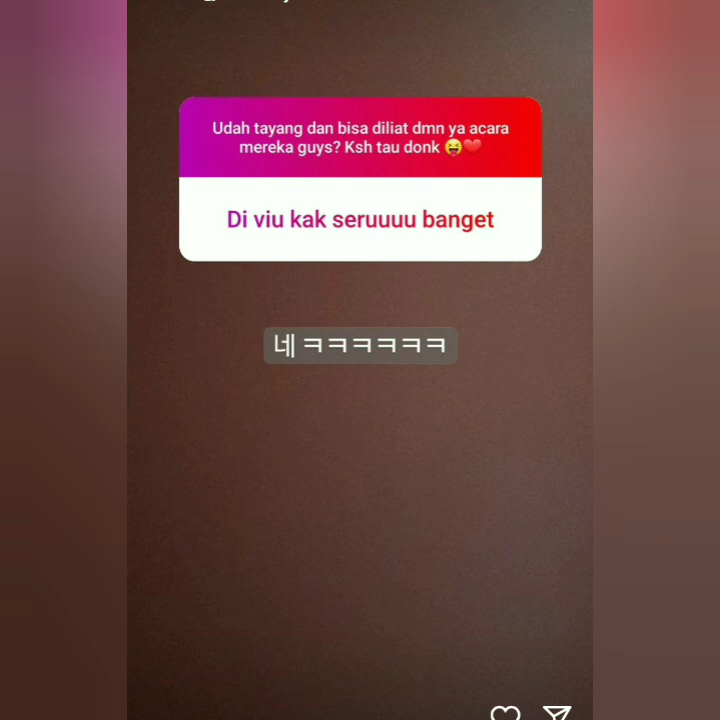 Udah tayang dan bisa diliat dmn ya acara
mereka guys? Ksh tau donk 😝❤️
Di viu kak seruuuu banget
네 ㅋㅋㅋㅋㅋㅋ